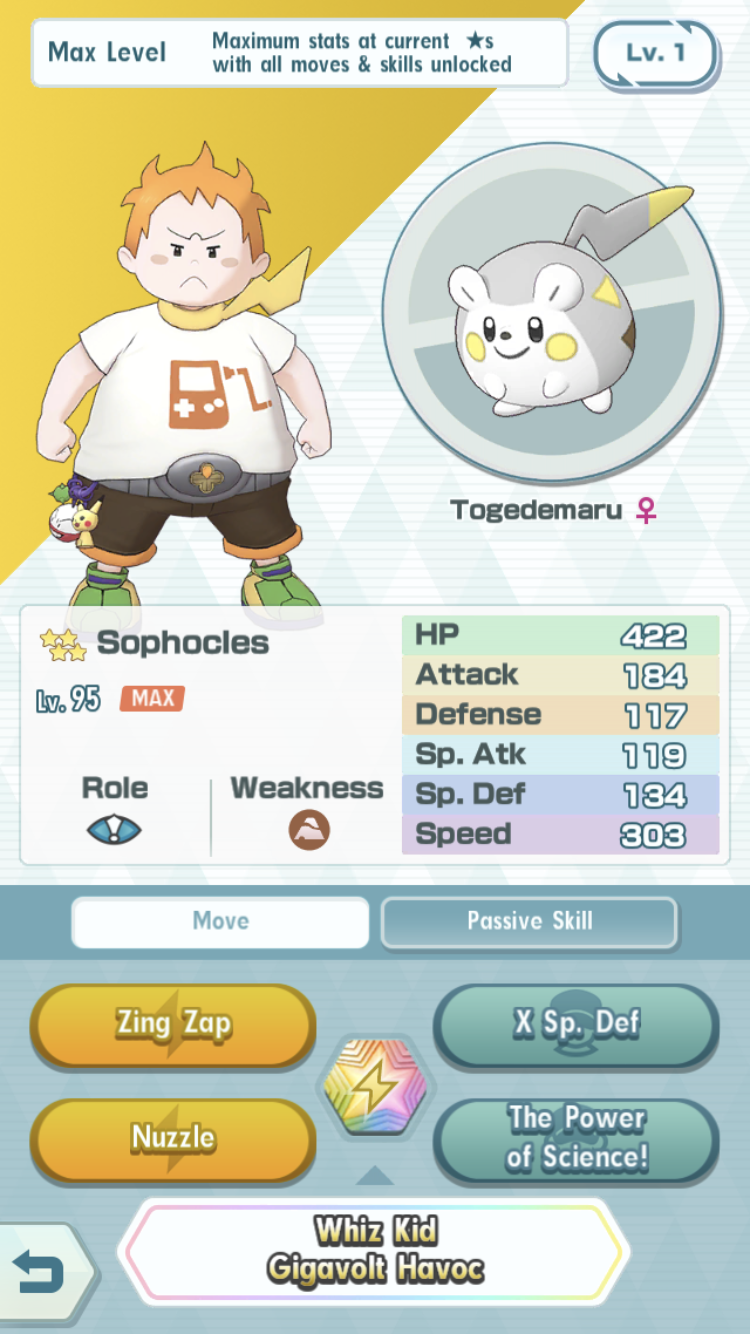 Max Level
Maximum stats at current ★s
with all moves & skills unlocked
Lv. 1
Togedemaru ♀
Sophocles
Lv. 95 MAX
Role
Weakness
HP 422
Attack 184
Defense 117
Sp. Atk 119
Sp. Def 134
Speed 303
Move
Passive Skill
Zing Zap
X Sp. Def
Nuzzle
The Power
of Science!
Whiz Kid
Gigavolt Havoc